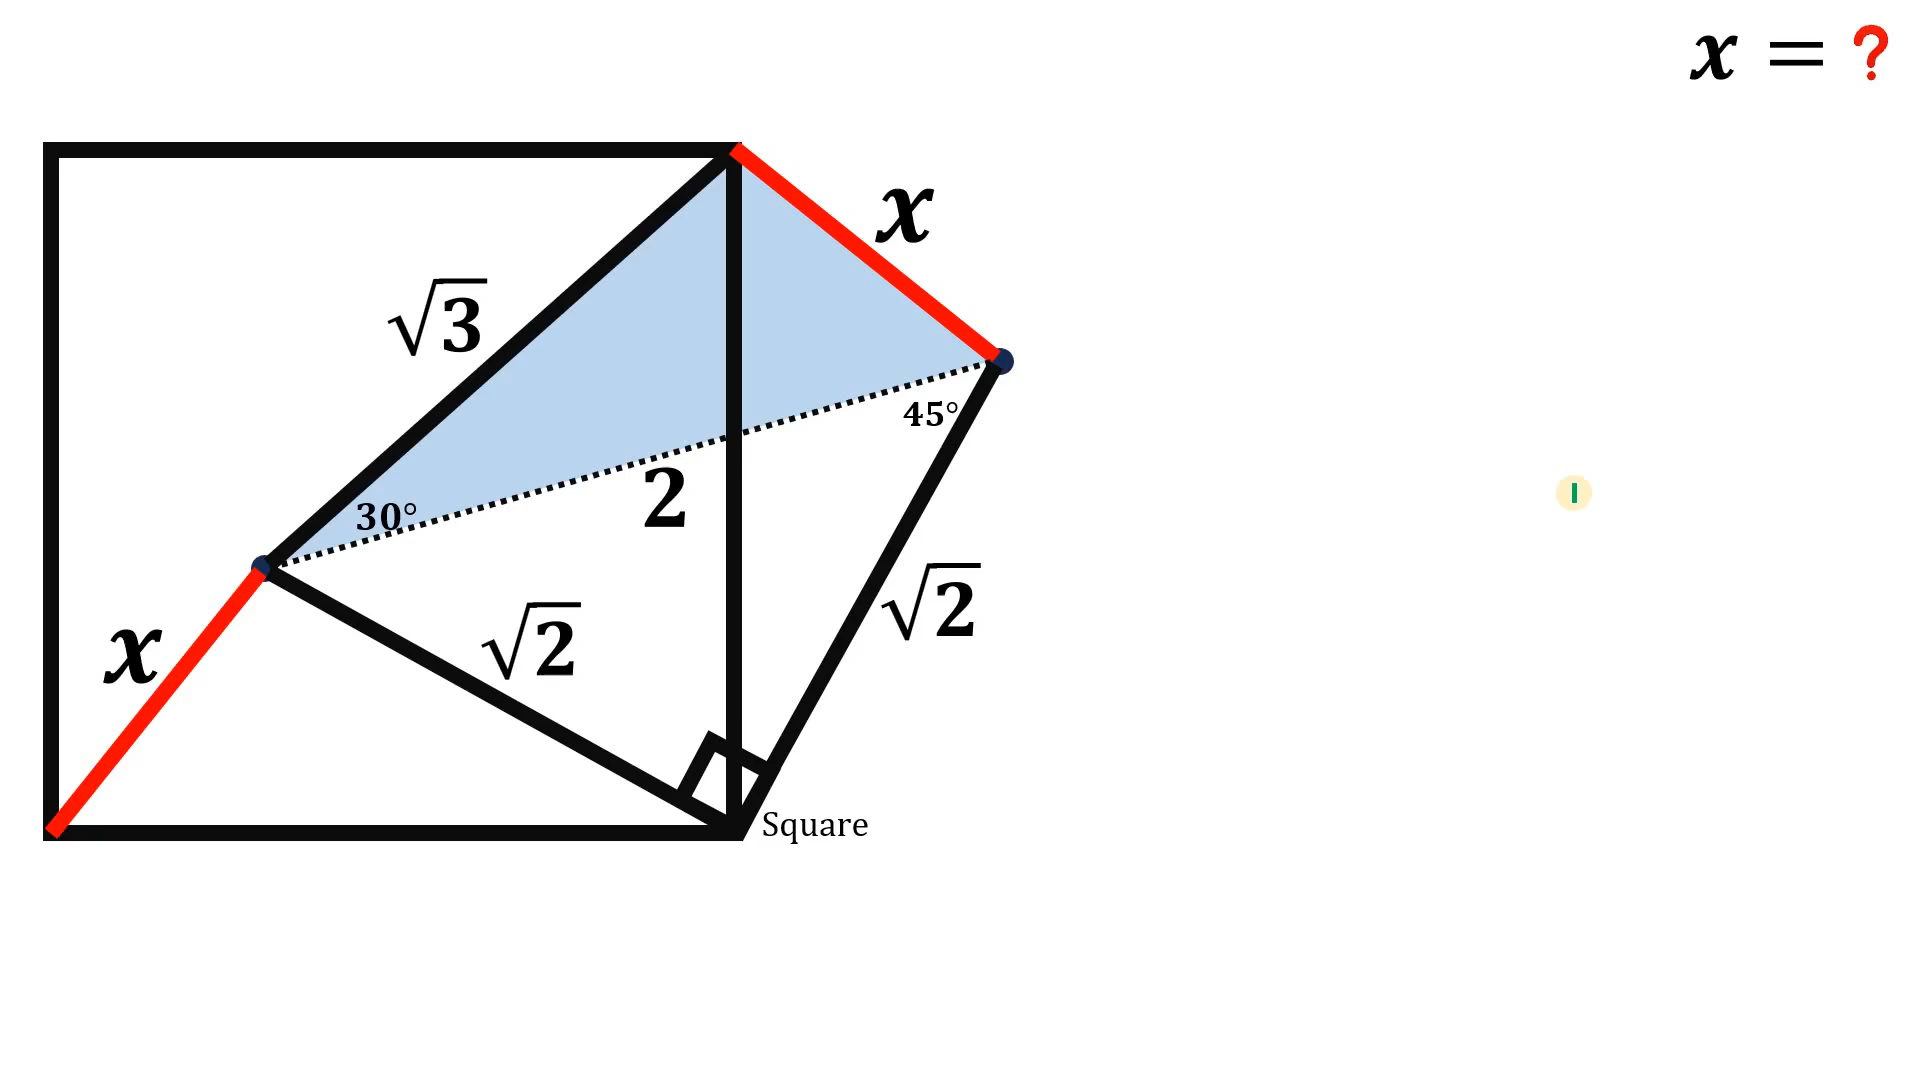 x = ?
x
√3
45°
2
30°
√2
√2
x
Square